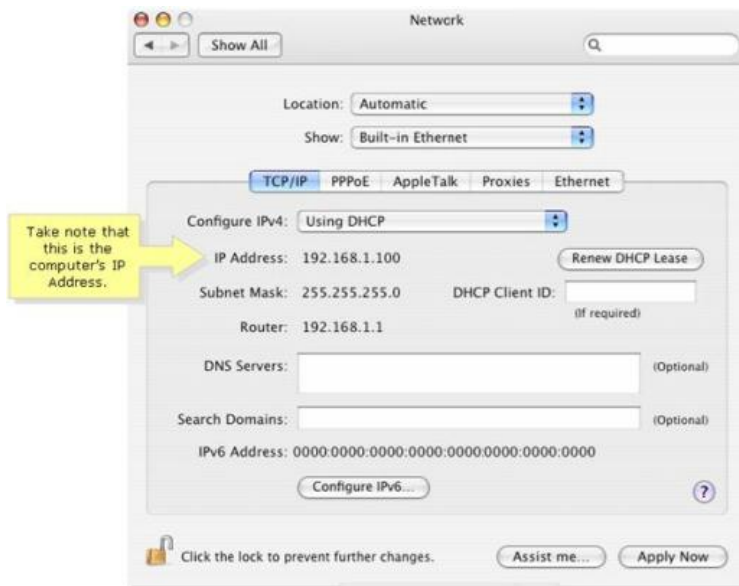 Network
Show All
Location: Automatic
Show: Built-in Ethernet
TCP/IP PPPoE AppleTalk Proxies Ethernet
Configure IPv4: Using DHCP
Take note that
this is the
computer's IP
Address.
IP Address: 192.168.1.100 Renew DHCP Lease
Subnet Mask: 255.255.255.0 DHCP Client ID:
(If required)
Router: 192.168.1.1
DNS Servers: (Optional)
Search Domains: (Optional)
IPv6 Address: 0000:0000:0000:0000:0000:0000:0000:0000
Configure IPv6...
?
Click the lock to prevent further changes. Assist me... Apply Now